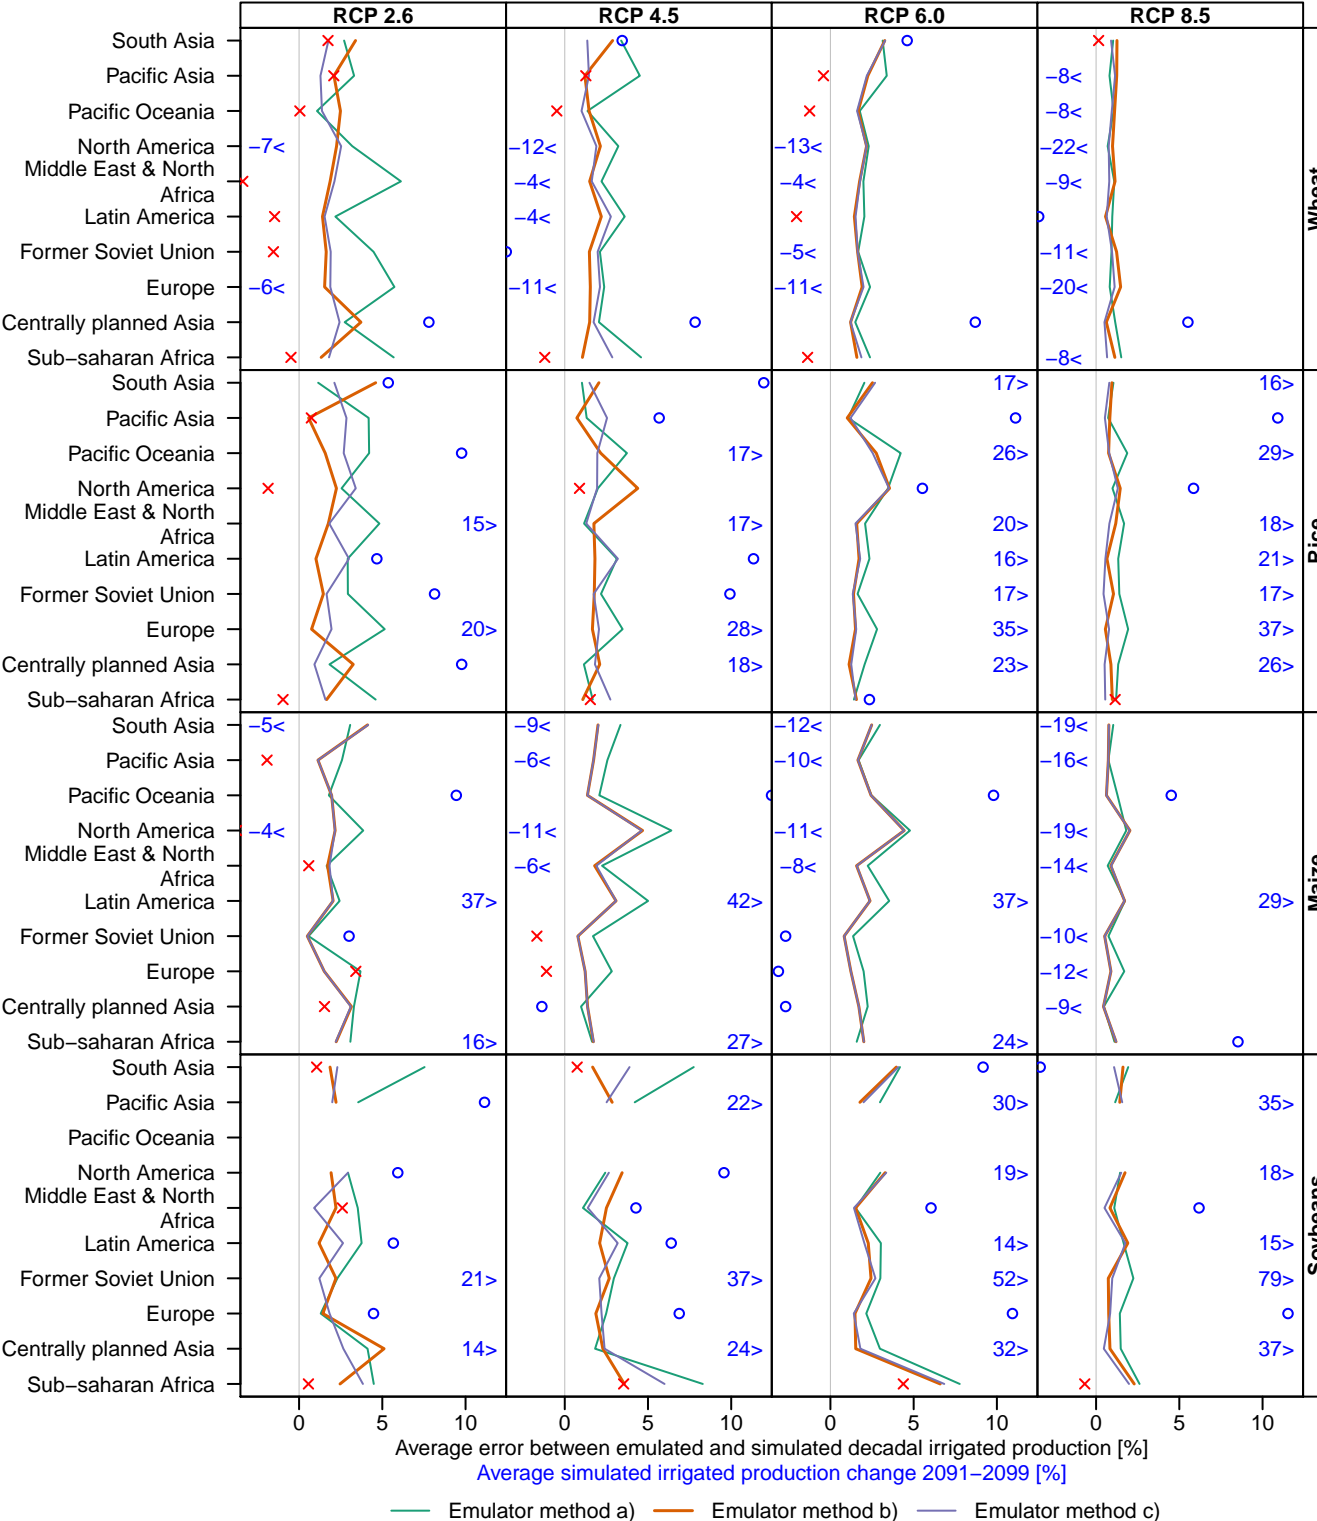 RCP 2.6 RCP 4.5 RCP 6.0 RCP 8.5
South Asia
Pacific Asia −8<
Pacific Oceania −8<
North America −7< −12< −13< −22<
Middle East & North
Africa −4< −4< −9<
Latin America −4<
Former Soviet Union −5< −11<
Europe −6< −11< −11< −20<
Centrally planned Asia
Sub−saharan Africa −8<
Wheat
South Asia 17> 16>
Pacific Asia
Pacific Oceania 17> 26> 29>
North America
Middle East & North
Africa 15> 17> 20> 18>
Latin America 16> 21>
Former Soviet Union 17> 17>
Europe 20> 28> 35> 37>
Centrally planned Asia 18> 23> 26>
Sub−saharan Africa
Rice
South Asia −5< −9< −12< −19<
Pacific Asia −6< −10< −16<
Pacific Oceania
North America −4< −11< −11< −19<
Middle East & North
Africa −6< −8< −14<
Latin America 37> 42> 37> 29>
Former Soviet Union −10<
Europe −12<
Centrally planned Asia −9<
Sub−saharan Africa 16> 27> 24>
Maize
South Asia
Pacific Asia 22> 30> 35>
Pacific Oceania
North America 19> 18>
Middle East & North
Africa
Latin America 14> 15>
Former Soviet Union 21> 37> 52> 79>
Europe
Centrally planned Asia 14> 24> 32> 37>
Sub−saharan Africa
Soybeans
0 5 10 0 5 10 0 5 10 0 5 10
Average error between emulated and simulated decadal irrigated production [%]
Average simulated irrigated production change 2091−2099 [%]
Emulator method a) Emulator method b) Emulator method c)